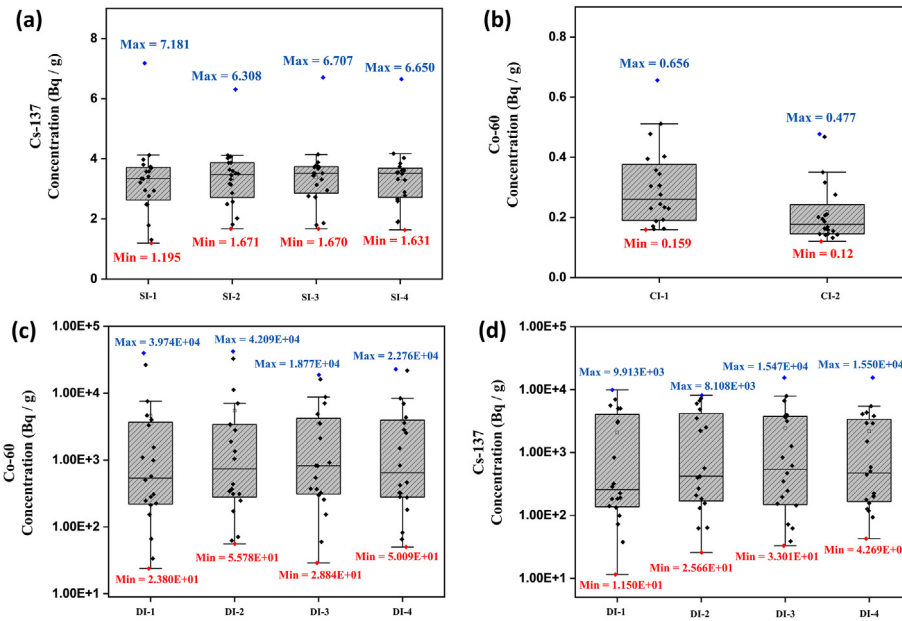 (a)
Cs-137
Concentration (Bq / g)
8
6
4
2
0
Max = 7.181
Max = 6.308
Max = 6.707
Max = 6.650
Min = 1.195
Min = 1.671
Min = 1.670
Min = 1.631
SI-1
SI-2
SI-3
SI-4
(b)
Co-60
Concentration (Bq / g)
0.8
0.6
0.4
0.2
0.0
Max = 0.656
Max = 0.477
Min = 0.159
Min = 0.12
CI-1
CI-2
(c)
Co-60
Concentration (Bq / g)
1.00E+5
1.00E+4
1.00E+3
1.00E+2
1.00E+1
Max = 3.974E+04
Max = 4.209E+04
Max = 1.877E+04
Max = 2.276E+04
Min = 2.380E+01
Min = 5.578E+01
Min = 2.884E+01
Min = 5.009E+01
DI-1
DI-2
DI-3
DI-4
(d)
Cs-137
Concentration (Bq / g)
1.00E+5
1.00E+4
1.00E+3
1.00E+2
1.00E+1
Max = 9.913E+03
Max = 8.108E+03
Max = 1.547E+04
Max = 1.550E+04
Min = 1.150E+01
Min = 2.566E+01
Min = 3.301E+01
Min = 4.269E+0
DI-1
DI-2
DI-3
DI-4